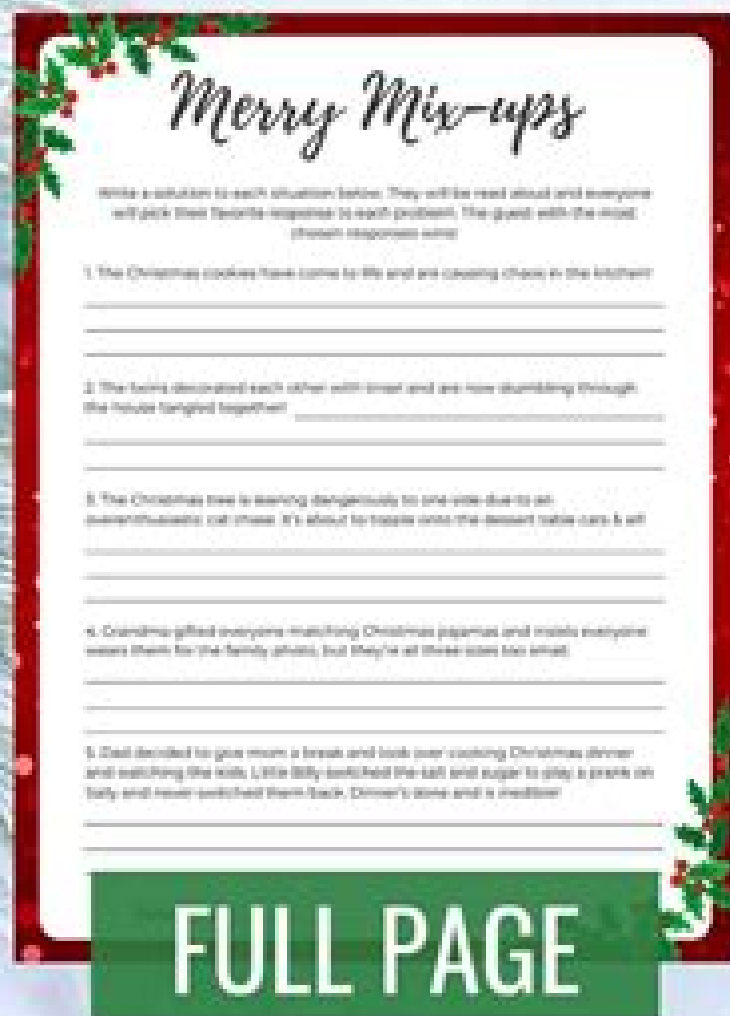 Merry Mix-ups
Write a solution to each situation below. They will be read aloud and everyone
will pick their favorite response to each problem. The guest with the most
chosen responses wins!
1. The Christmas cookies have come to life and are causing chaos in the kitchen!
2. The twins decorated each other with tinsel and are now stumbling through
the house tangled together!
3. The Christmas tree is leaning dangerously to one side due to an
overenthusiastic cat chase. It's about to topple onto the dessert table
4. Grandma gifted everyone matching Christmas pajamas and insists everyone
wears them for the family photo, but they're all three sizes too small.
5. Dad decided to give mom a break and took over cooking Christmas dinner
and watching the kids. Little Billy switched the salt and sugar to play a prank on
Sally and never switched them back. Dinner's done and is inedible!
FULL PAGE